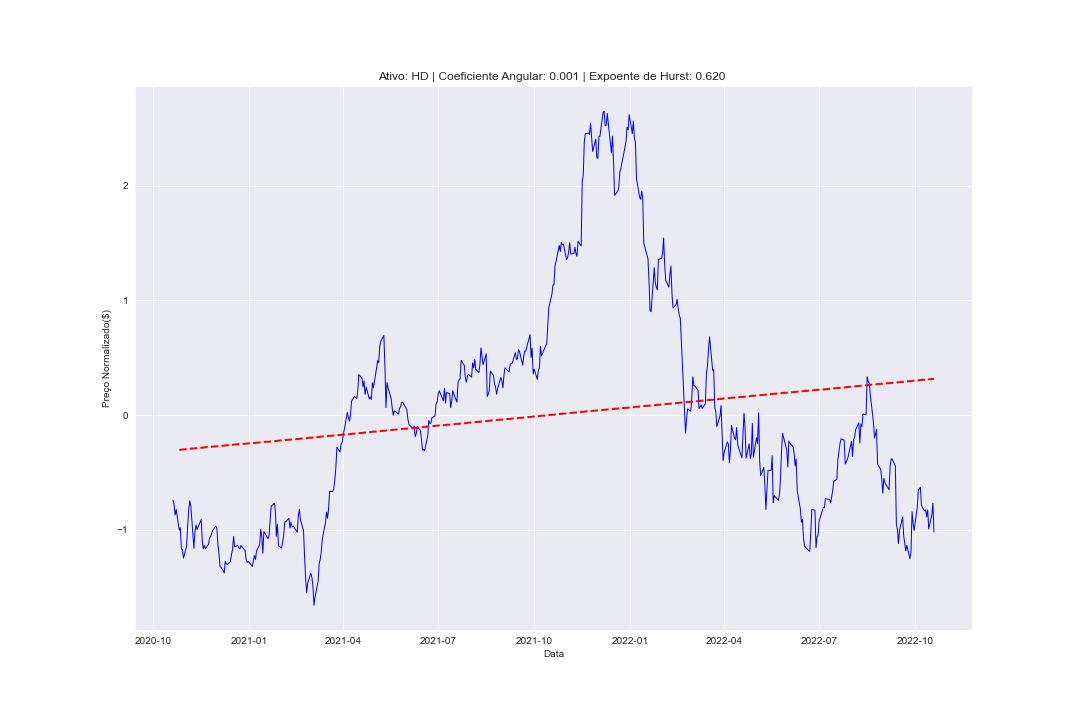 Ativo: HD | Coeficiente Angular: 0.001 | Expoente de Hurst: 0.620
Preço Normalizado($)
2
1
0
−1
2020-10 2021-01 2021-04 2021-07 2021-10 2022-01 2022-04 2022-07 2022-10
Data